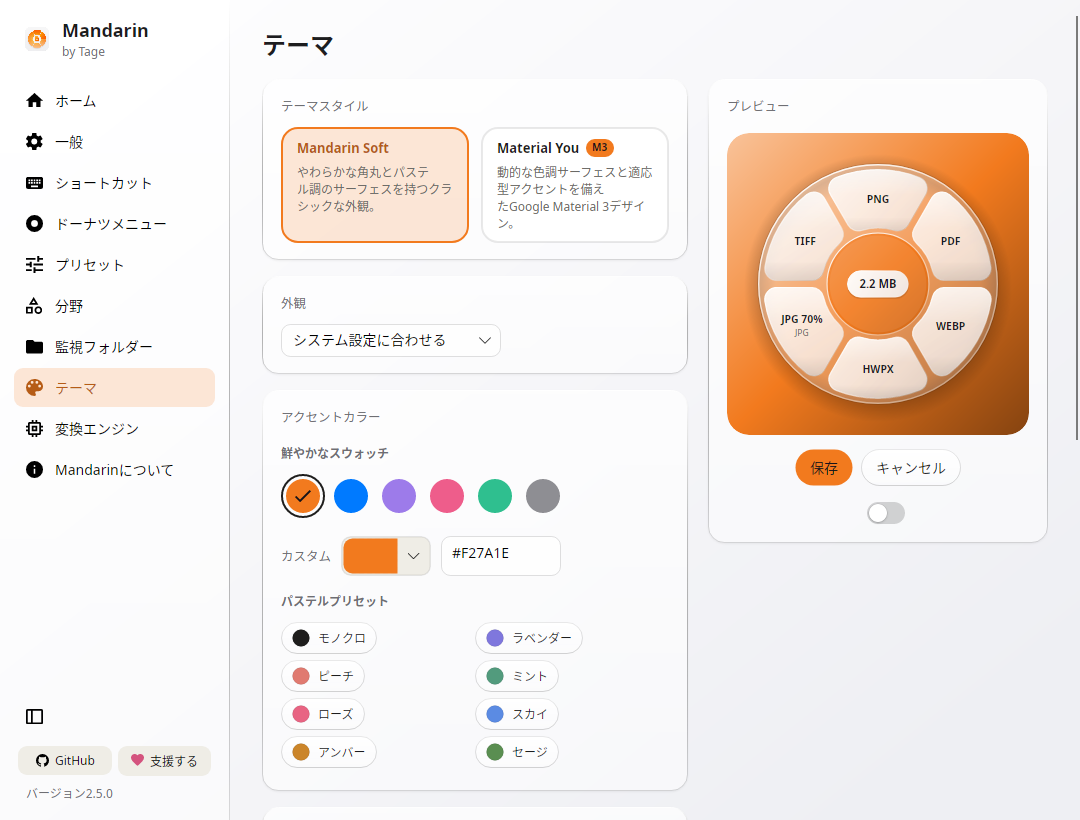 Mandarin
by Tage
ホーム
一般
ショートカット
ドーナツメニュー
プリセット
分野
監視フォルダー
テーマ
変換エンジン
Mandarinについて
GitHub
支援する
バージョン2.5.0
テーマ
テーマスタイル
Mandarin Soft
やわらかな角丸とパステ
ル調のサーフェスを持つクラ
シックな外観。
Material You M3
動的な色調サーフェスと適応
型アクセントを備え
たGoogle Material 3デザイ
ン。
外観
システム設定に合わせる
アクセントカラー
鮮やかなスウォッチ
カスタム
#F27A1E
パステルプリセット
モノクロ
ラベンダー
ピーチ
ミント
ローズ
スカイ
アンバー
セージ
プレビュー
PNG
TIFF
PDF
2.2 MB
JPG 70%
JPG
WEBP
HWPX
保存
キャンセル